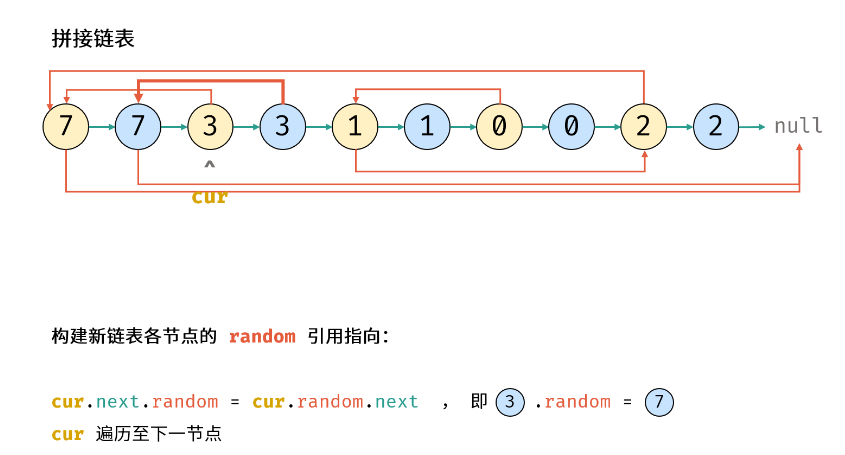 拼接链表
7 7 3 3 1 1 0 0 2 2 null
^
cur
构建新链表各节点的 random 引用指向：
cur.next.random = cur.random.next ， 即 3 .random = 7
cur 遍历至下一节点